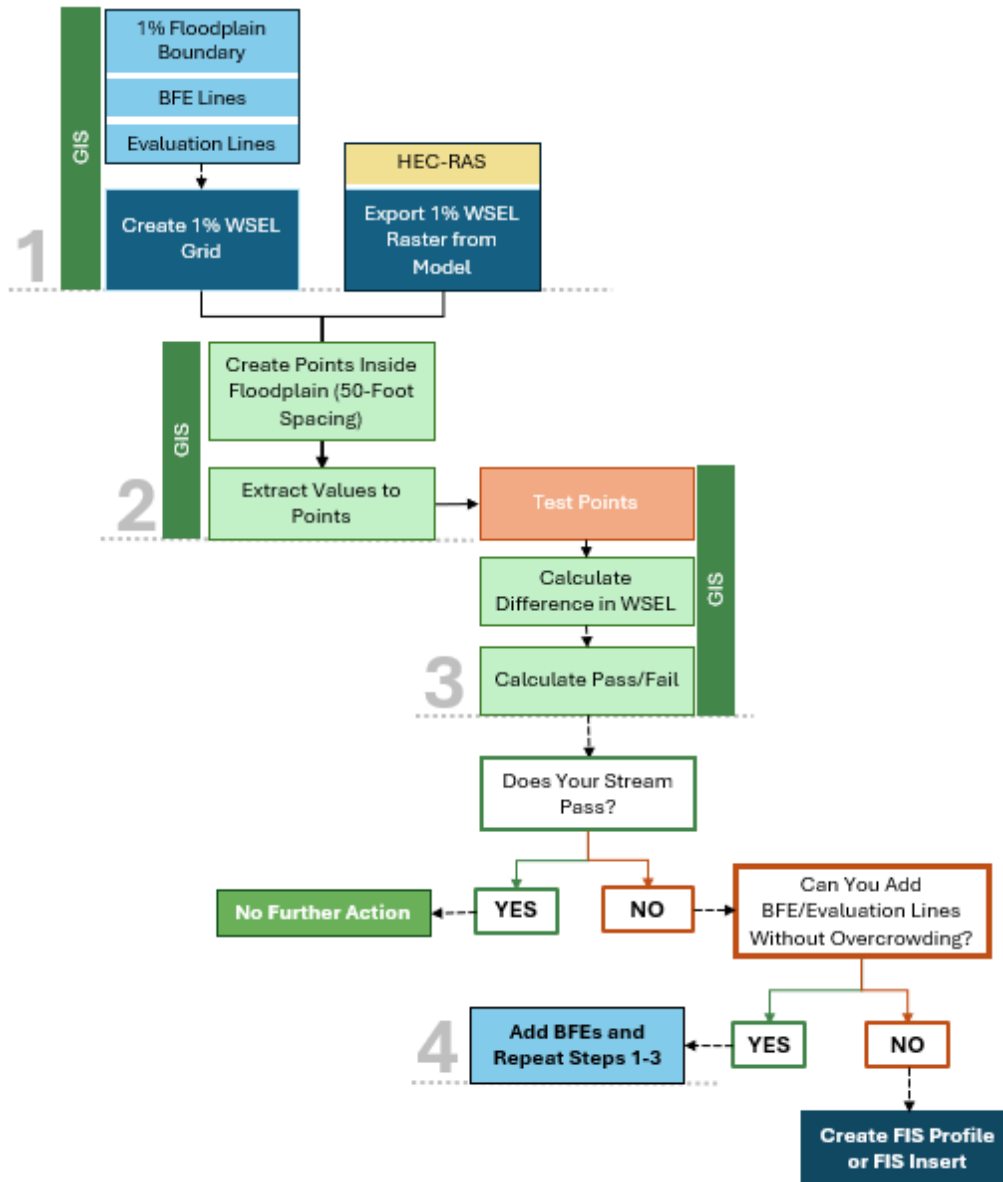 1% Floodplain
Boundary
BFE Lines
Evaluation Lines
GIS
HEC-RAS
Create 1% WSEL
Grid
Export 1% WSEL
Raster from
Model
1
Create Points Inside
Floodplain (50-Foot
Spacing)
GIS
Extract Values to
Points
2
Test Points
Calculate
Difference in WSEL
GIS
Calculate Pass/Fail
3
Does Your Stream
Pass?
No Further Action
YES
NO
Can You Add
BFE/Evaluation Lines
Without Overcrowding?
4
Add BFEs and
Repeat Steps 1-3
YES
NO
Create FIS Profile
or FIS Insert